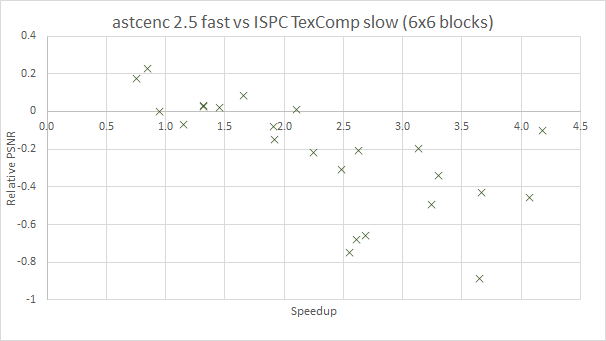 astcenc 2.5 fast vs ISPC TexComp slow (6x6 blocks)
0.4
0.2
0
0.0 0.5 1.0 1.5 2.0 2.5 3.0 3.5 4.0 4.5
-0.2
-0.4
-0.6
-0.8
-1
Relative PSNR
Speedup